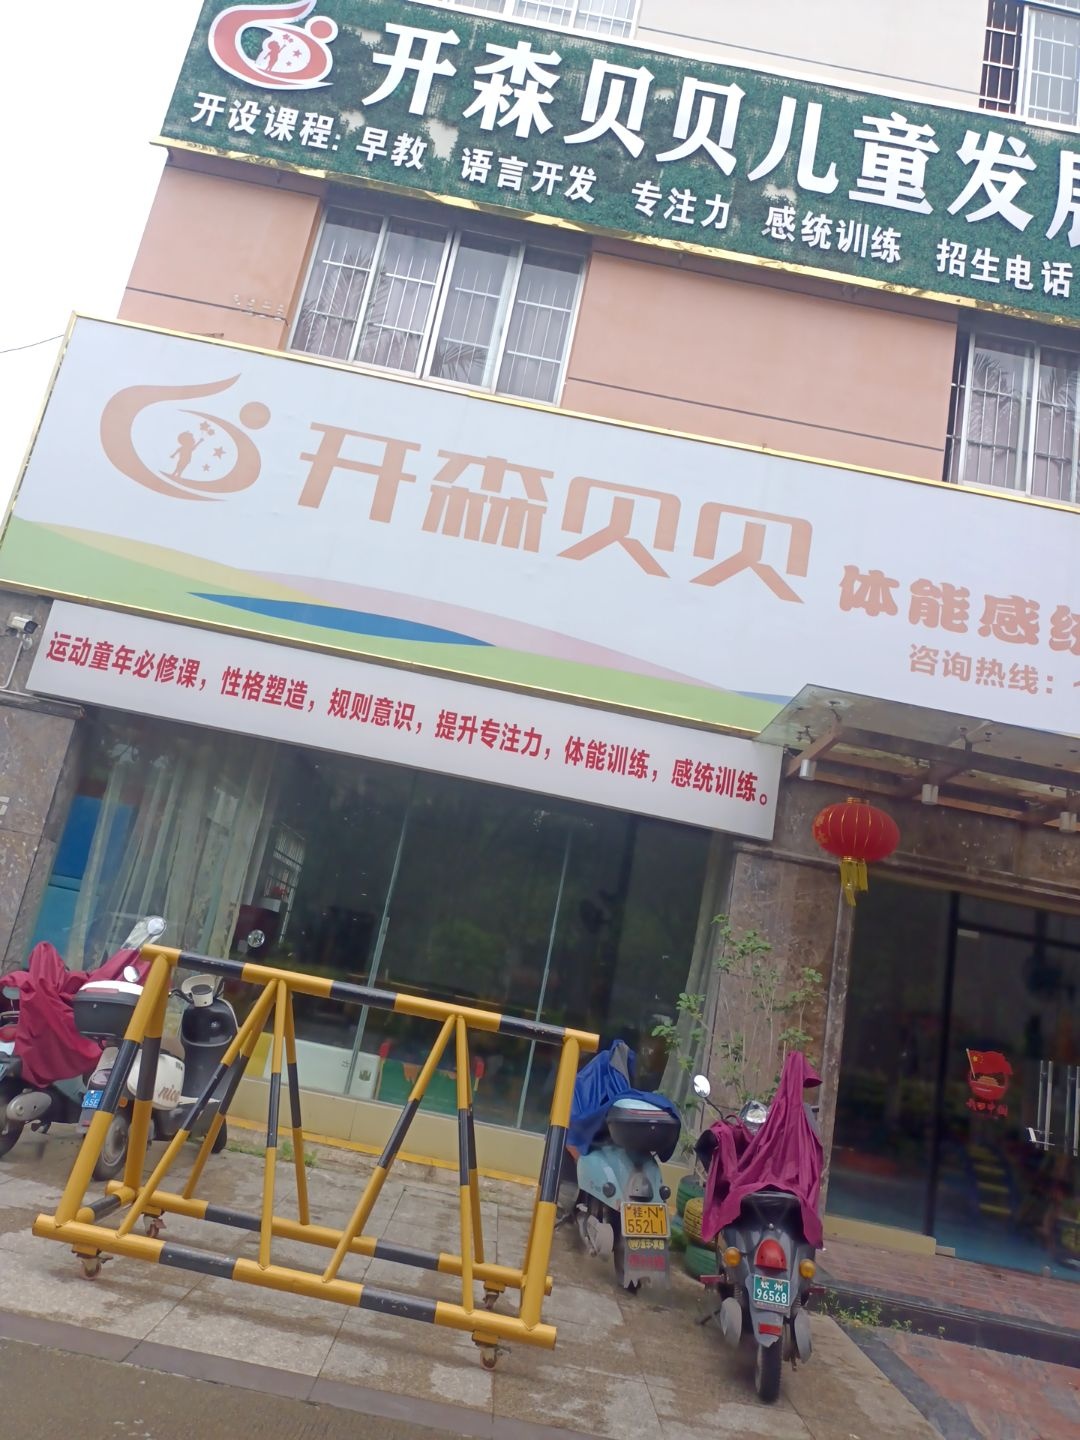 开森贝贝儿童发
开设课程：早教 语言开发 专注力 感统训练 招生电话
开森贝贝
体能感统
咨询热线：
运动童年必修课，性格塑造，规则意识，提升专注力，体能训练，感统训练。
nico
桂·N
552L1
钦州
96568